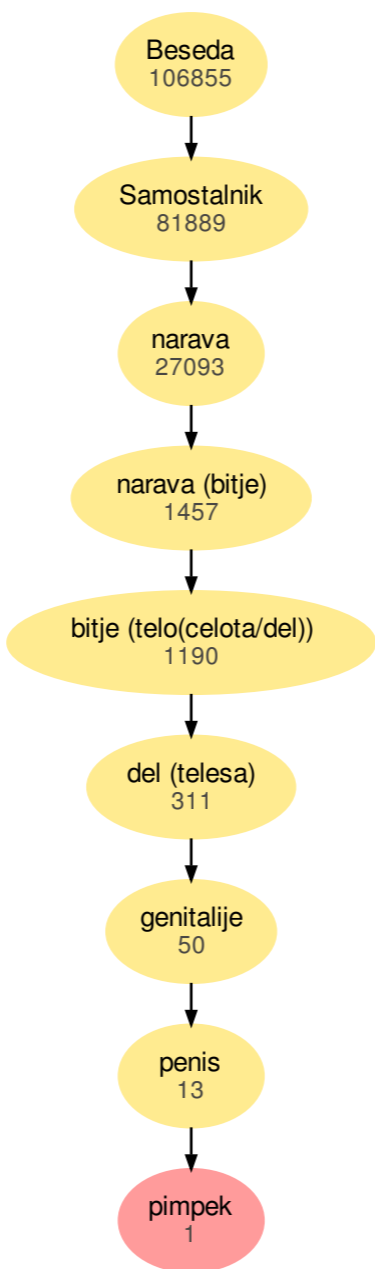 Beseda
106855
Samostalnik
81889
narava
27093
narava (bitje)
1457
bitje (telo(celota/del))
1190
del (telesa)
311
genitalije
50
penis
13
pimpek
1